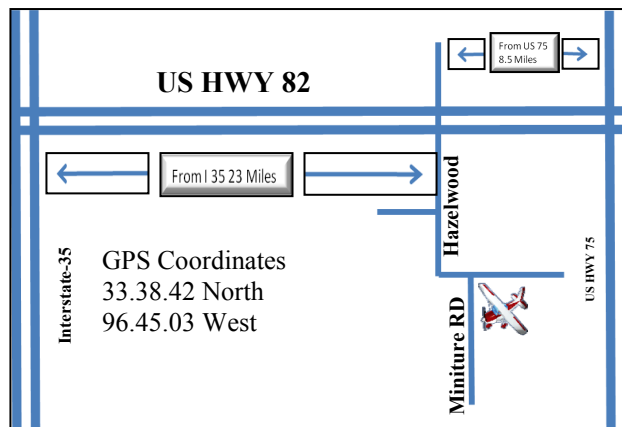 From US 75
8.5 Miles
US HWY 82
From I 35 23 Miles
Hazelwood
Interstate-35
GPS Coordinates
33.38.42 North
96.45.03 West
US HWY 75
Miniture RD